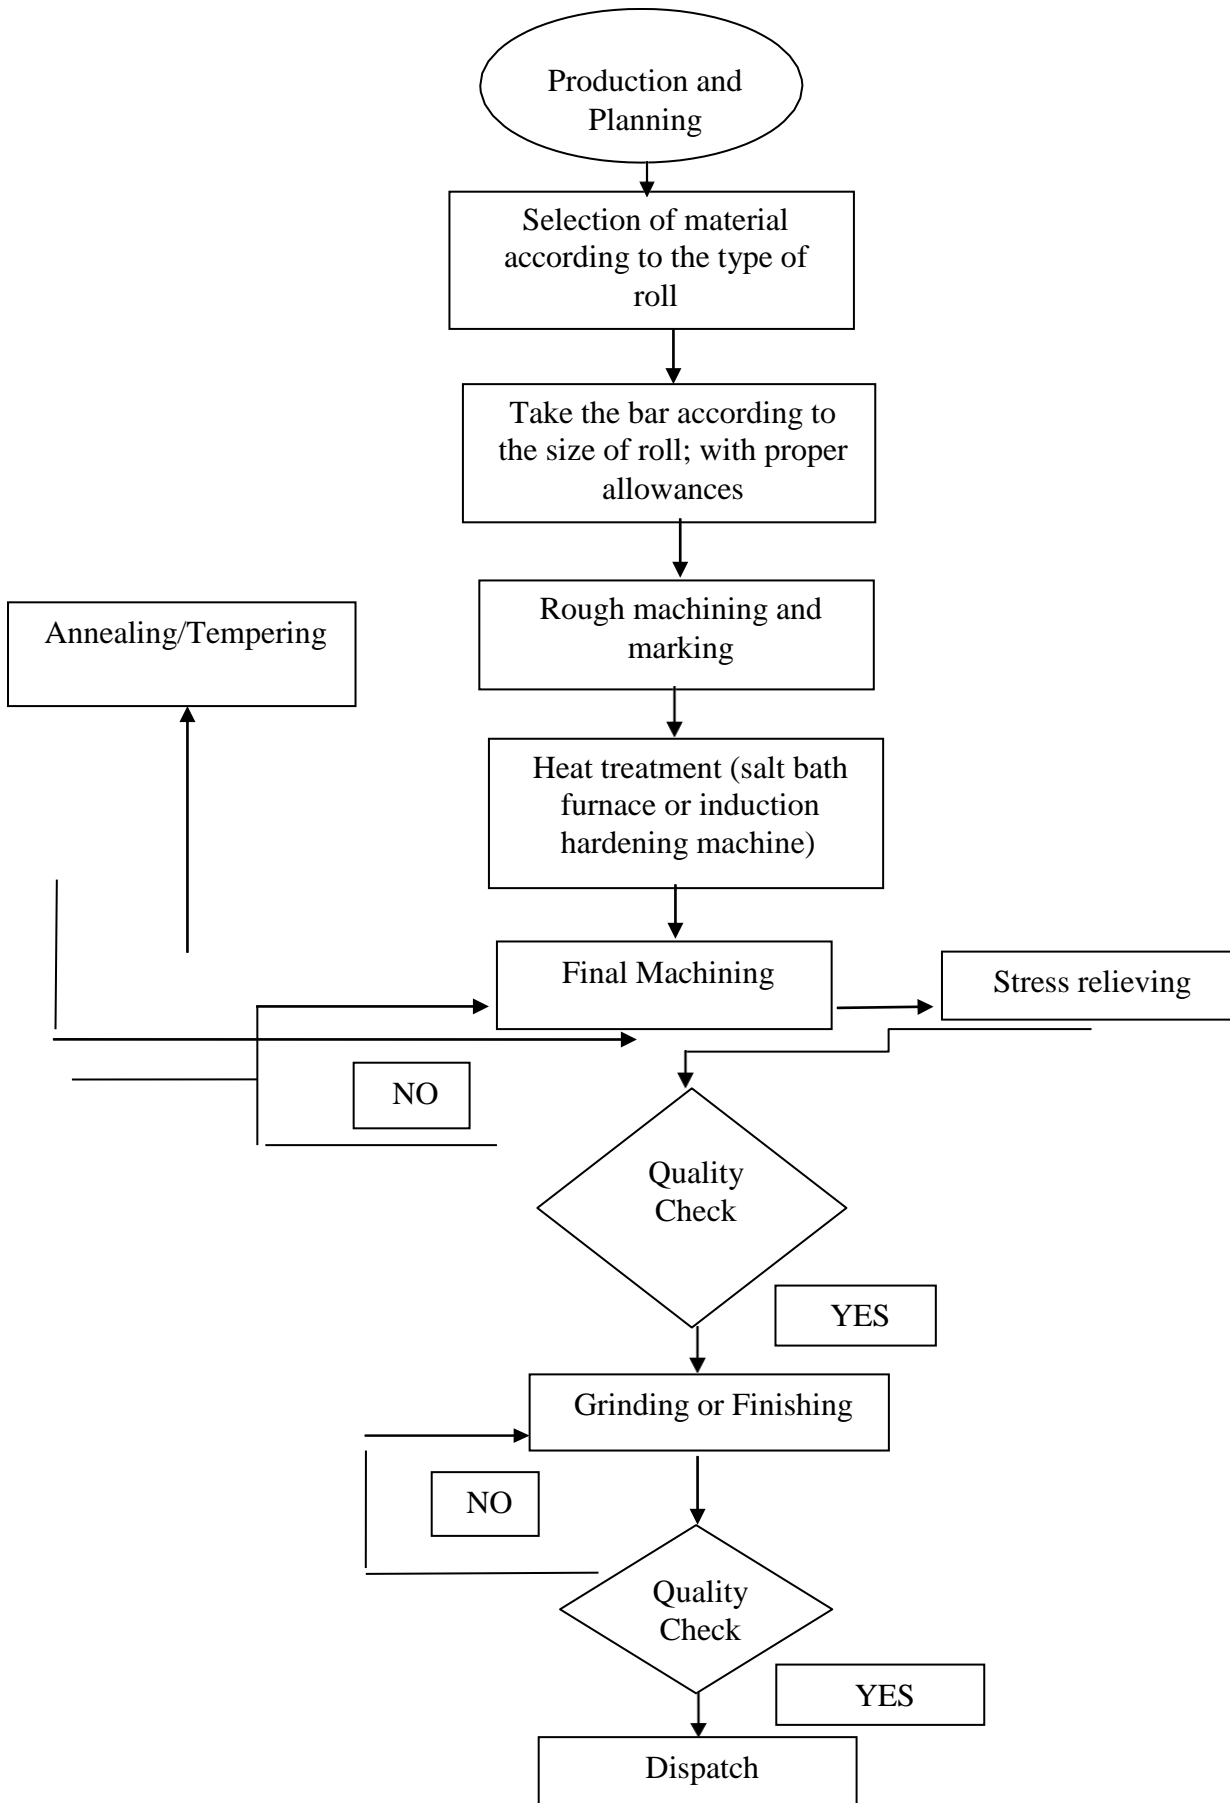 Production and
Planning
Selection of material
according to the type of
roll
Take the bar according to
the size of roll; with proper
allowances
Rough machining and
marking
Annealing/Tempering
Heat treatment (salt bath
furnace or induction
hardening machine)
Final Machining
Stress relieving
NO
Quality
Check
YES
Grinding or Finishing
NO
Quality
Check
YES
Dispatch